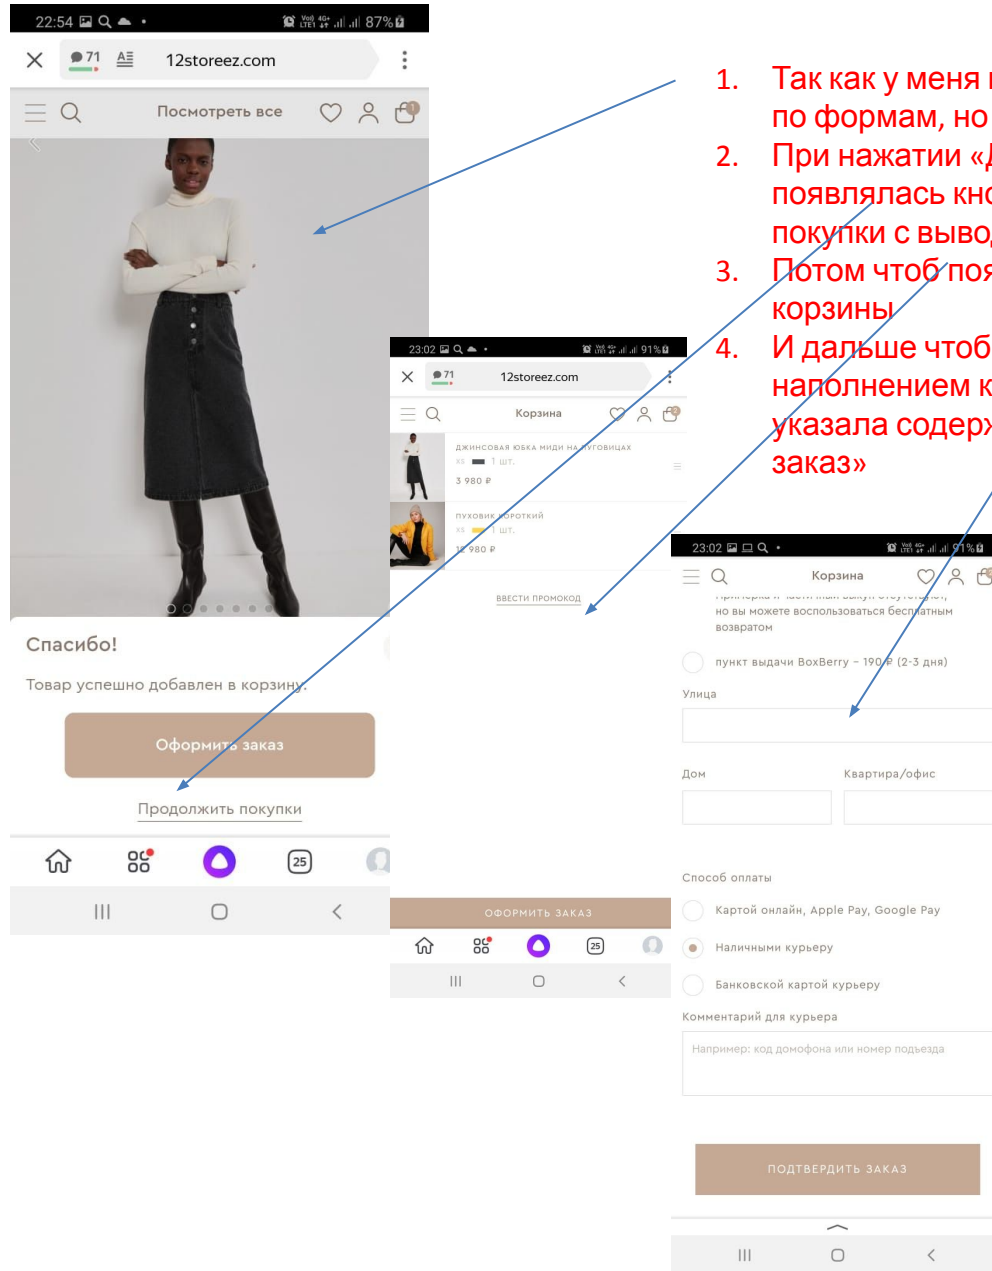 22:54
87%
71
12storeez.com
Посмотреть все
1
Спасибо!
Товар успешно добавлен в корзину.
Оформить заказ
Продолжить покупки
25
1. Так как у меня
по формам, но
2. При нажатии
появлялась
покупки с
3. Потом чтоб
корзины
4. И дальше чтоб
наполнением
указала
заказ»
23:02
91%
71
12storeez.com
Корзина
ДЖИНСОВАЯ ЮБКА МИДИ НА ПУГОВИЦАХ
XS 1 ШТ.
3 980 ₽
ПУХОВИК КОРОТКИЙ
XS 1 ШТ.
12 980 ₽
ВВЕСТИ ПРОМОКОД
ОФОРМИТЬ ЗАКАЗ
25
23:02
91%
Корзина
но вы можете воспользоваться бесплатным
возвратом
пункт выдачи BoxBerry – 190 ₽ (2-3 дня)
Улица
Дом Квартира/офис
Способ оплаты
Картой онлайн, Apple Pay, Google Pay
Наличными курьеру
Банковской картой курьеру
Комментарий для курьера
Например: код домофона или номер подъезда
ПОДТВЕРДИТЬ ЗАКАЗ